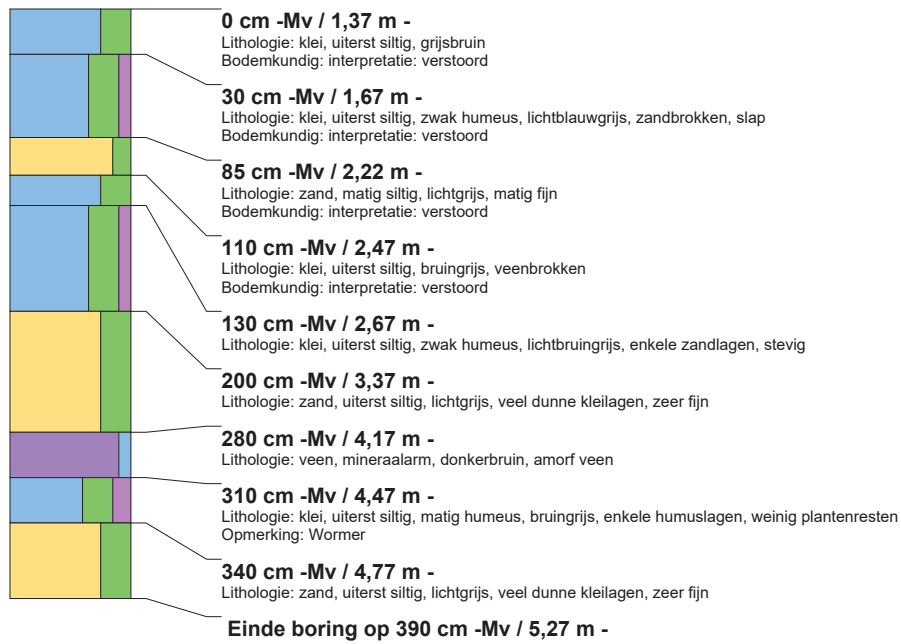 0 cm -Mv / 1,37 m -
Lithologie: klei, uiterst siltig, grijsbruin
Bodemkundig: interpretatie: verstoord
30 cm -Mv / 1,67 m -
Lithologie: klei, uiterst siltig, zwak humeus, lichtblauwgrijs, zandbrokken, slap
Bodemkundig: interpretatie: verstoord
85 cm -Mv / 2,22 m -
Lithologie: zand, matig siltig, lichtgrijs, matig fijn
Bodemkundig: interpretatie: verstoord
110 cm -Mv / 2,47 m -
Lithologie: klei, uiterst siltig, bruingrijs, veenbrokken
Bodemkundig: interpretatie: verstoord
130 cm -Mv / 2,67 m -
Lithologie: klei, uiterst siltig, zwak humeus, lichtbruingrijs, enkele zandlagen, stevig
200 cm -Mv / 3,37 m -
Lithologie: zand, uiterst siltig, lichtgrijs, veel dunne kleilagen, zeer fijn
280 cm -Mv / 4,17 m -
Lithologie: veen, mineraalarm, donkerbruin, amorf veen
310 cm -Mv / 4,47 m -
Lithologie: klei, uiterst siltig, matig humeus, bruingrijs, enkele humuslagen, weinig plantenresten
Opmerking: Wormer
340 cm -Mv / 4,77 m -
Lithologie: zand, uiterst siltig, lichtgrijs, veel dunne kleilagen, zeer fijn
Einde boring op 390 cm -Mv / 5,27 m -